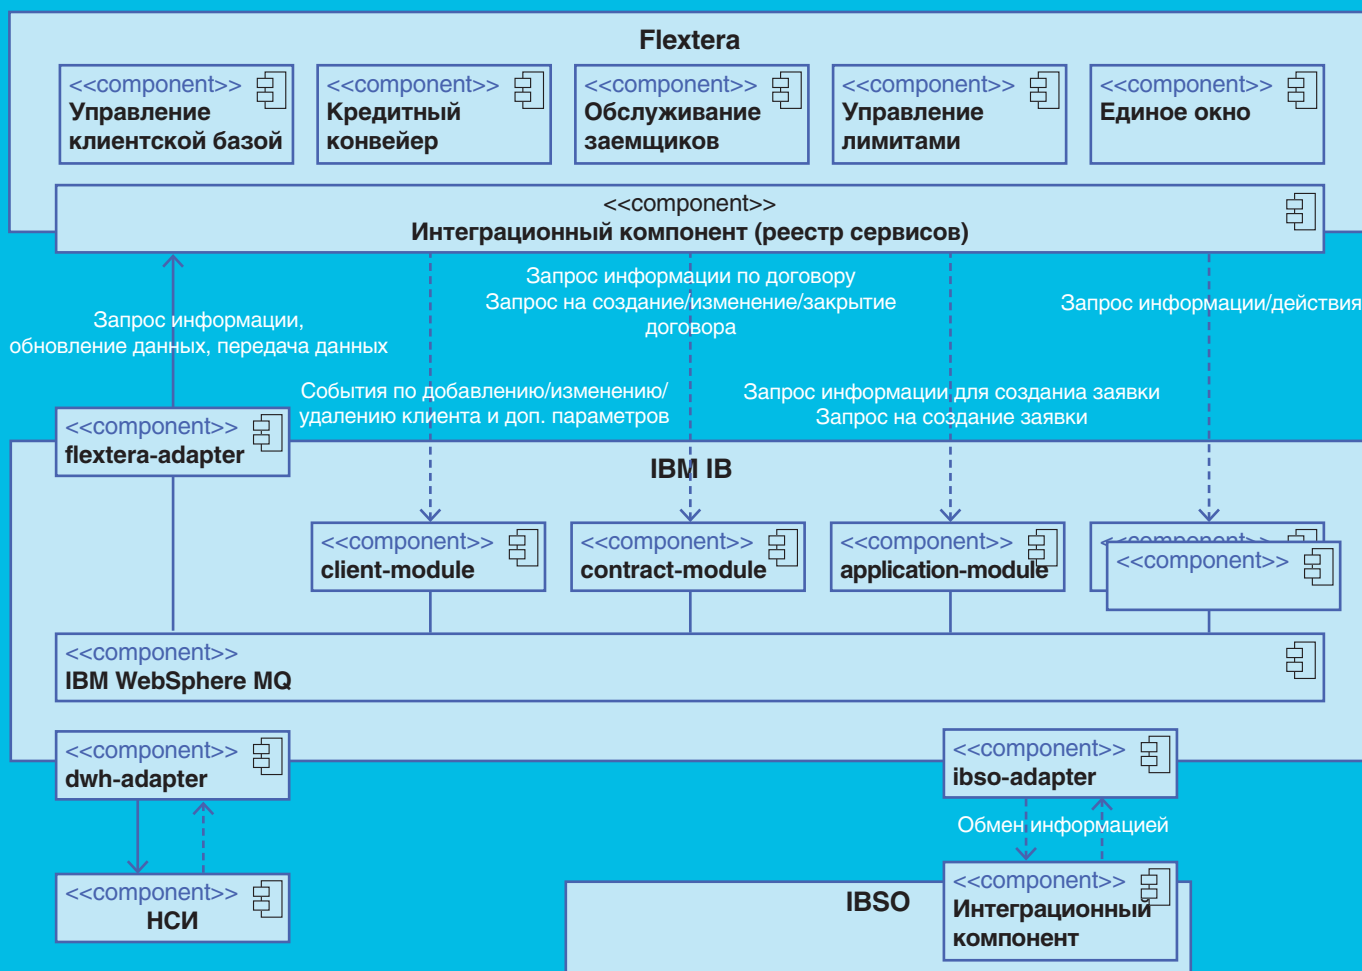 Flextera
<<component>>
Управление
клиентской базой
<<component>>
Кредитный
конвейер
<<component>>
Обслуживание
заемщиков
<<component>>
Управление
лимитами
<<component>>
Единое окно
<<component>>
Интеграционный компонент (реестр сервисов)
Запрос информации,
обновление данных, передача данных
События по добавлению/изменению/
удалению клиента и доп. параметров
Запрос информации по договору
Запрос на создание/изменение/закрытие
договора
Запрос информации для создания заявки
Запрос на создание заявки
Запрос информации/действия
<<component>>
flextera-adapter
IBM IB
<<component>>
client-module
<<component>>
contract-module
<<component>>
application-module
<<component>>
<<component>>
<<component>>
IBM WebSphere MQ
<<component>>
dwh-adapter
<<component>>
ibso-adapter
Обмен информацией
<<component>>
НСИ
IBSO
<<component>>
Интеграционный
компонент